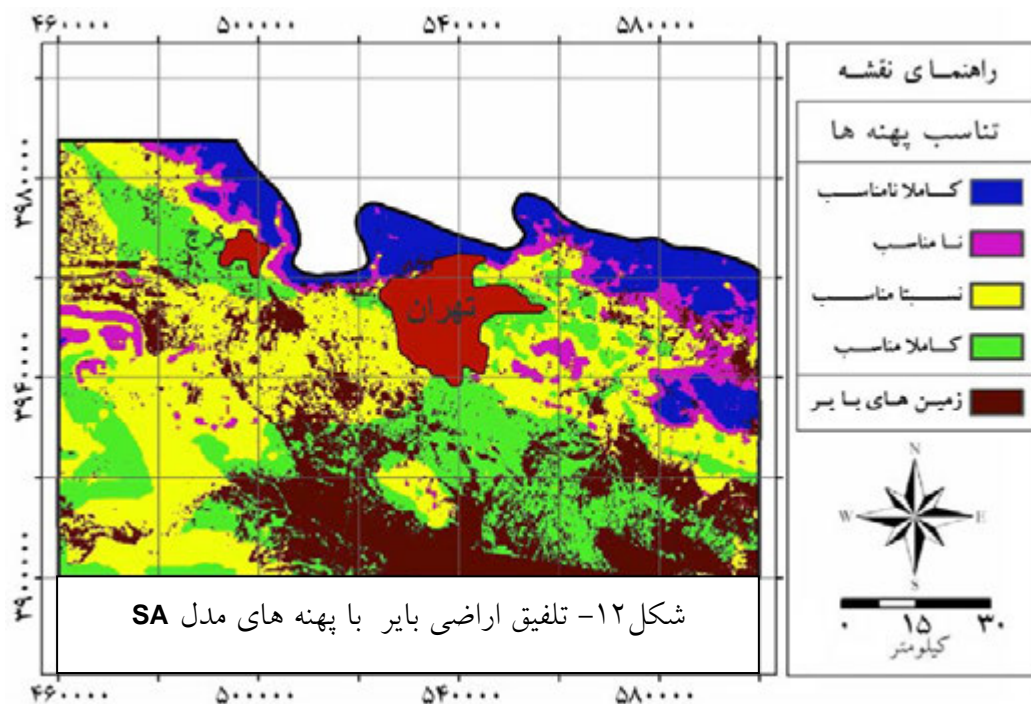 ۴۶۰۰۰۰ ۵۰۰۰۰۰ ۵۴۰۰۰۰ ۵۸۰۰۰۰
۳۹۸۰۰۰۰
۳۹۴۰۰۰۰
۳۹۰۰۰۰۰
کرج
تهران
شکل۱۲- تلفیق اراضی بایر با پهنه های مدل SA
۴۶۰۰۰۰ ۵۰۰۰۰۰ ۵۴۰۰۰۰ ۵۸۰۰۰۰
راهنمای نقشه
تناسب پهنه ها
کاملا نامناسب
نا مناسب
نسبتا مناسب
کاملا مناسب
زمین های بایر
N
W E
S
۰ ۱۵ ۳۰
کیلومتر